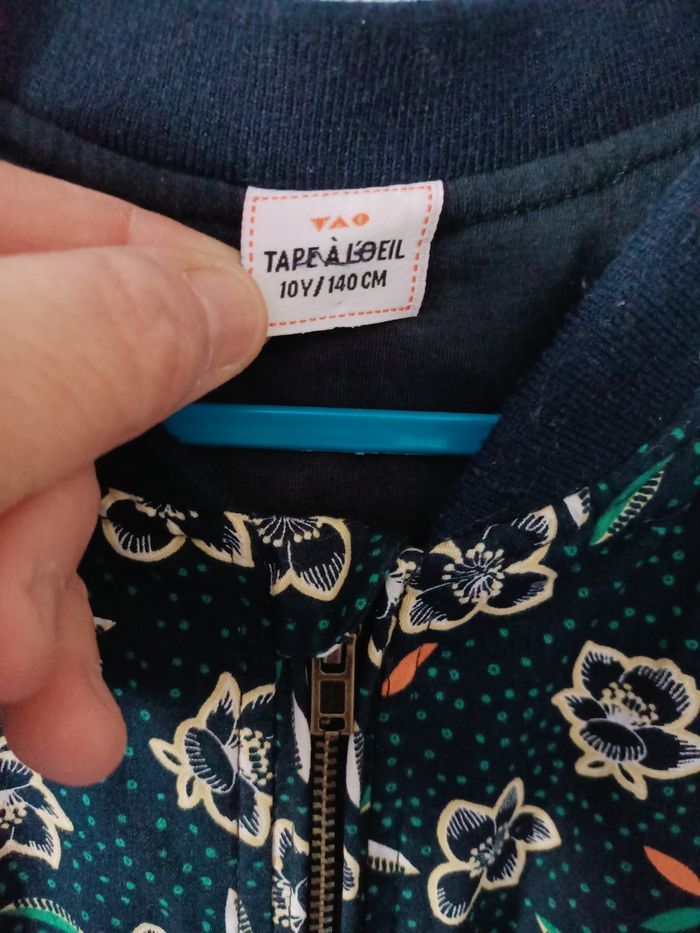 TAO
TAPE À L'OEIL
10Y/140 CM